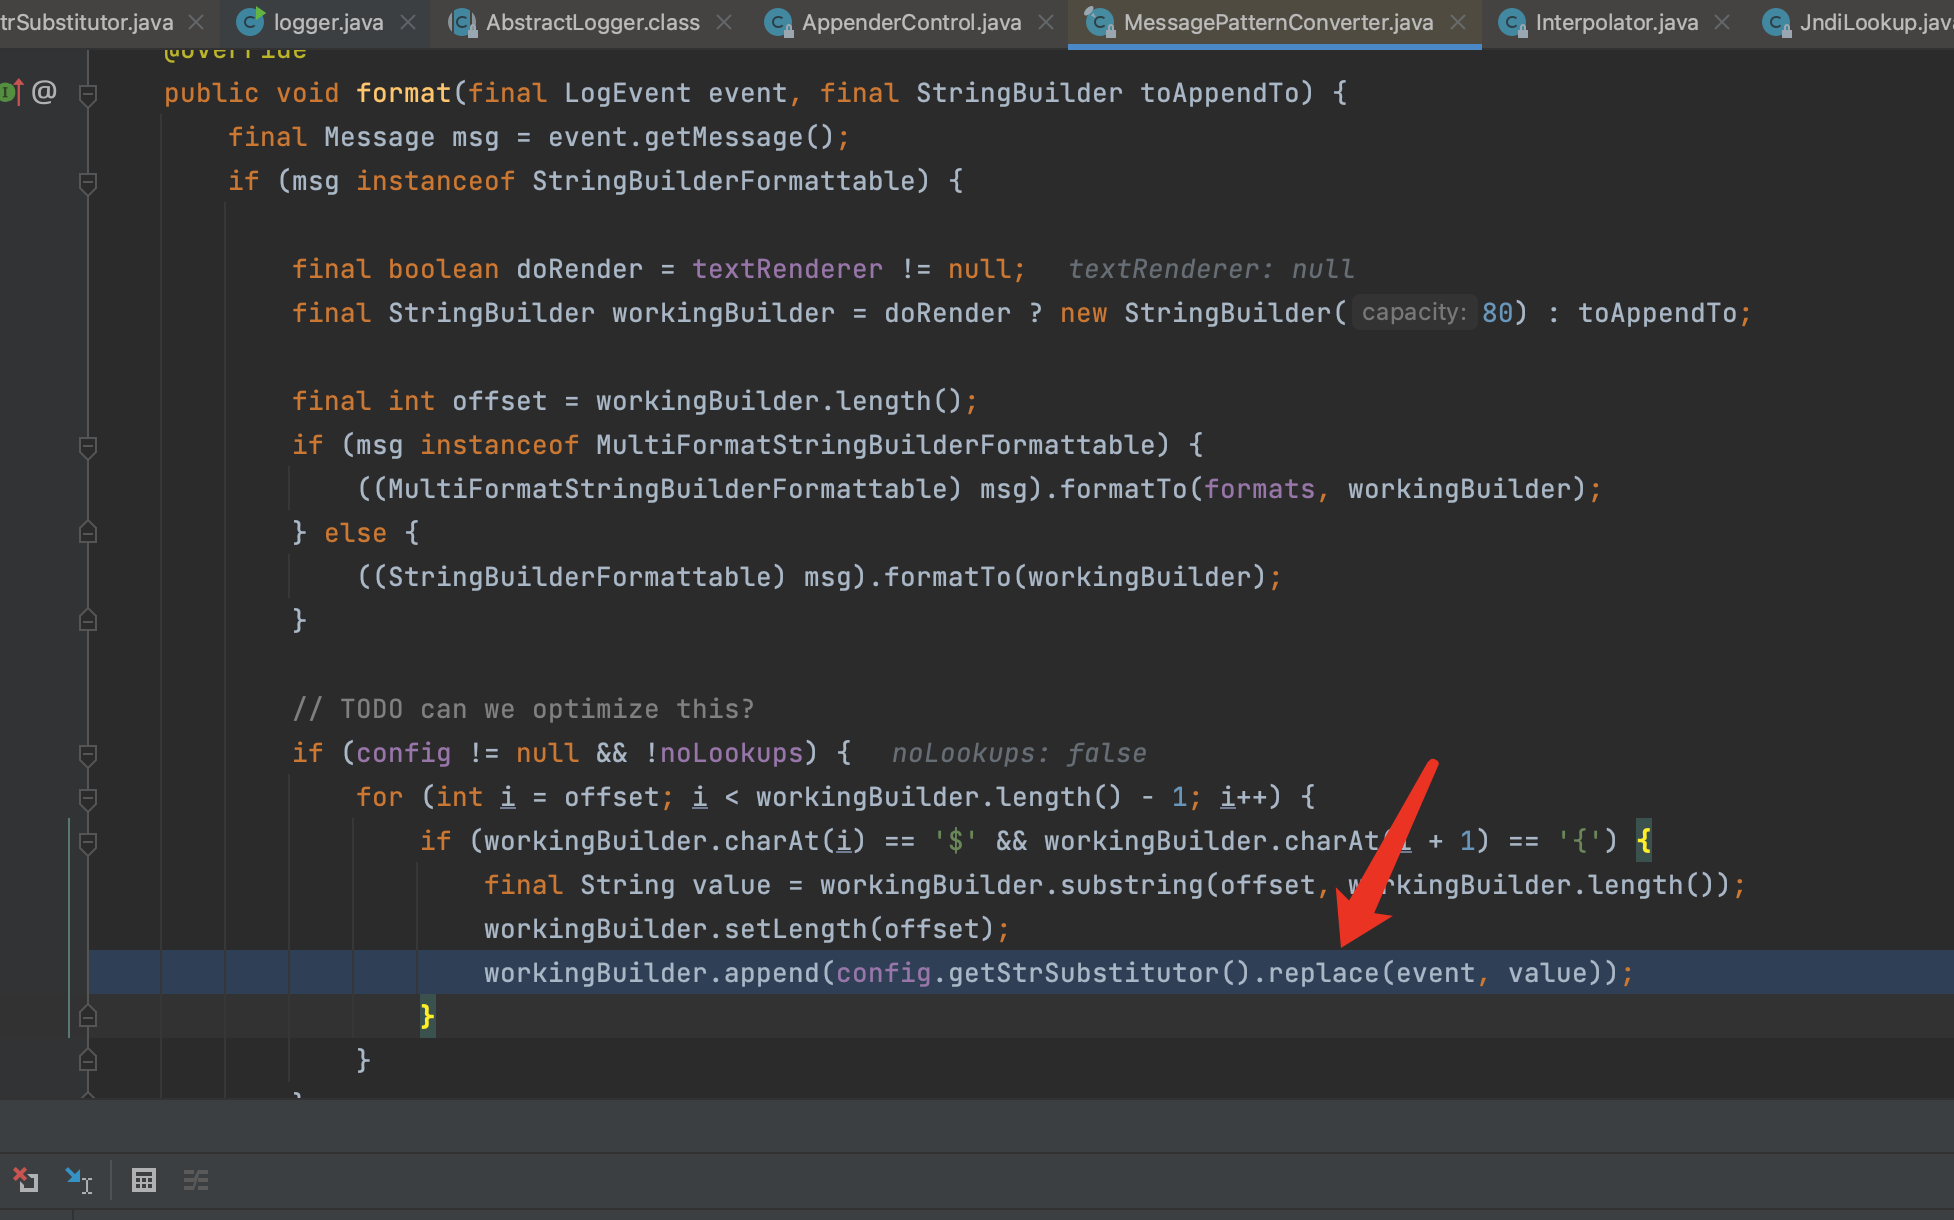 trSubstitutor.java logger.java AbstractLogger.class AppenderControl.java MessagePatternConverter.java Interpolator.java JndiLookup.jav
@Override
public void format(final LogEvent event, final StringBuilder toAppendTo) {
final Message msg = event.getMessage();
if (msg instanceof StringBuilderFormattable) {
final boolean doRender = textRenderer != null; textRenderer: null
final StringBuilder workingBuilder = doRender ? new StringBuilder( capacity: 80) : toAppendTo;
final int offset = workingBuilder.length();
if (msg instanceof MultiFormatStringBuilderFormattable) {
((MultiFormatStringBuilderFormattable) msg).formatTo(formats, workingBuilder);
} else {
((StringBuilderFormattable) msg).formatTo(workingBuilder);
}
// TODO can we optimize this?
if (config != null && !noLookups) { noLookups: false
for (int i = offset; i < workingBuilder.length() - 1; i++) {
if (workingBuilder.charAt(i) == '$' && workingBuilder.charAt(i + 1) == '{') {
final String value = workingBuilder.substring(offset, workingBuilder.length());
workingBuilder.setLength(offset);
workingBuilder.append(config.getStrSubstitutor().replace(event, value));
}
}
}